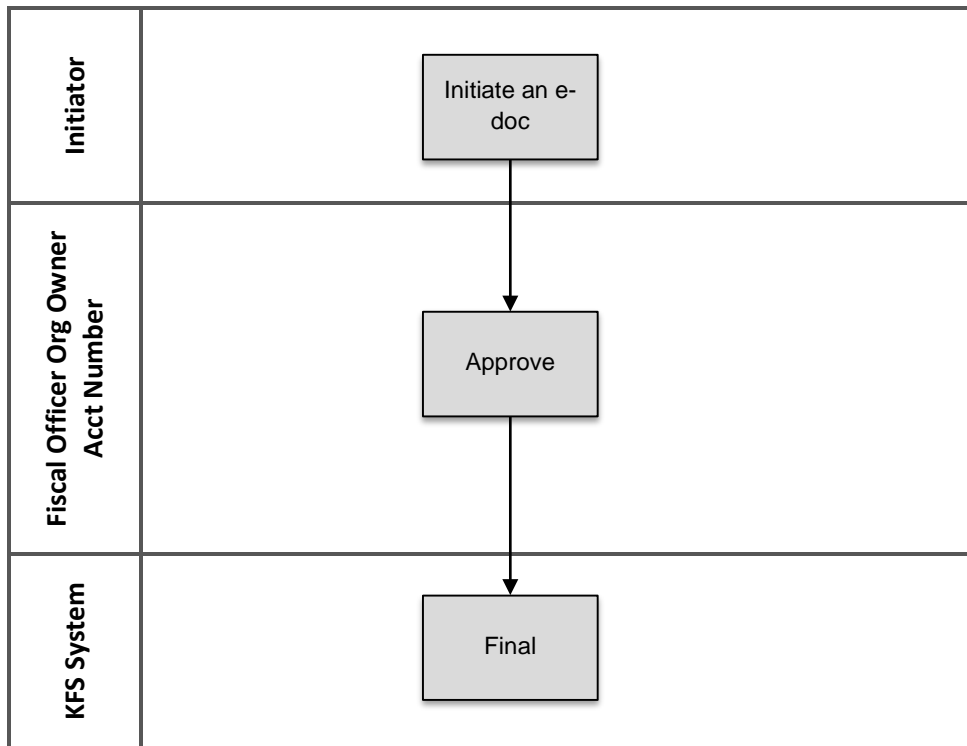 Initiator
Initiate an e-
doc
Fiscal Officer Org Owner
Acct Number
Approve
KFS System
Final